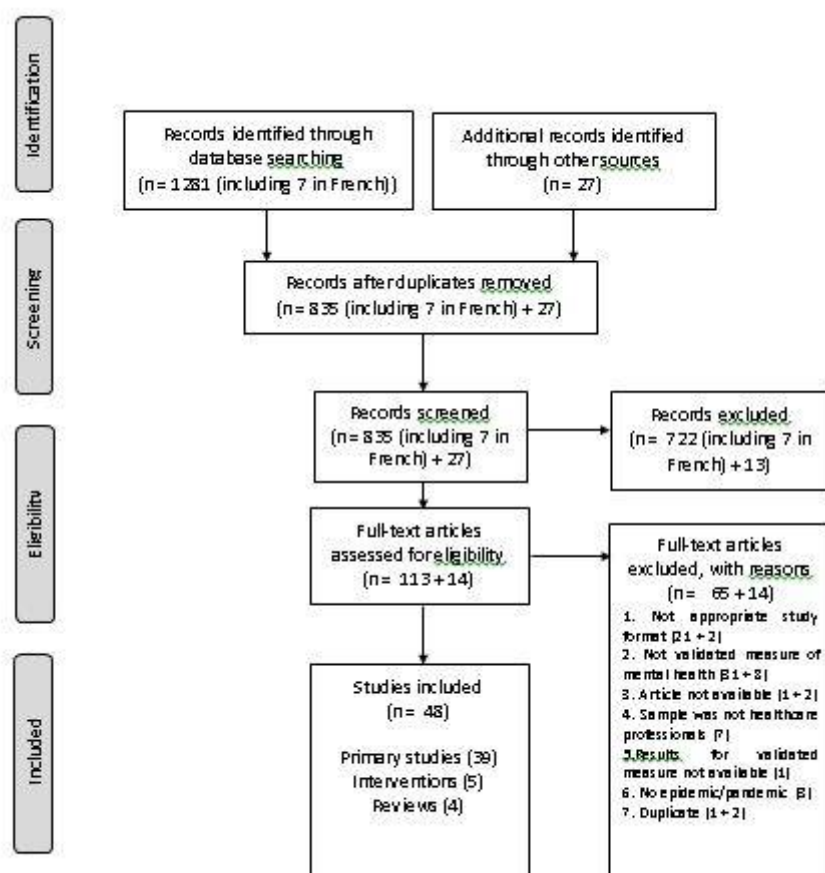 Identification
Records identified through
database searching
(n= 1281 (including 7 in French))
Additional records identified
through other sources
(n= 27)
Screening
Records after duplicates removed
(n= 835 (including 7 in French) + 27)
Records screened
(n= 835 (including 7 in
French) + 27)
Records excluded
(n= 722 (including 7 in
French) + 13)
Eligibility
Full-text articles
assessed for eligibility
(n= 113 + 14)
Full-text articles
excluded, with reasons
(n= 65 + 14)
1. Not appropriate study
format (21 + 2)
2. Not validated measure of
mental health (31 + 8)
3. Article not available (1 + 2)
4. Sample was not healthcare
professionals (7)
5.Results for validated
measure not available (1)
6. No epidemic/pandemic (3)
7. Duplicate (1 + 2)
Included
Studies included
(n= 48)
Primary studies (39)
Interventions (5)
Reviews (4)